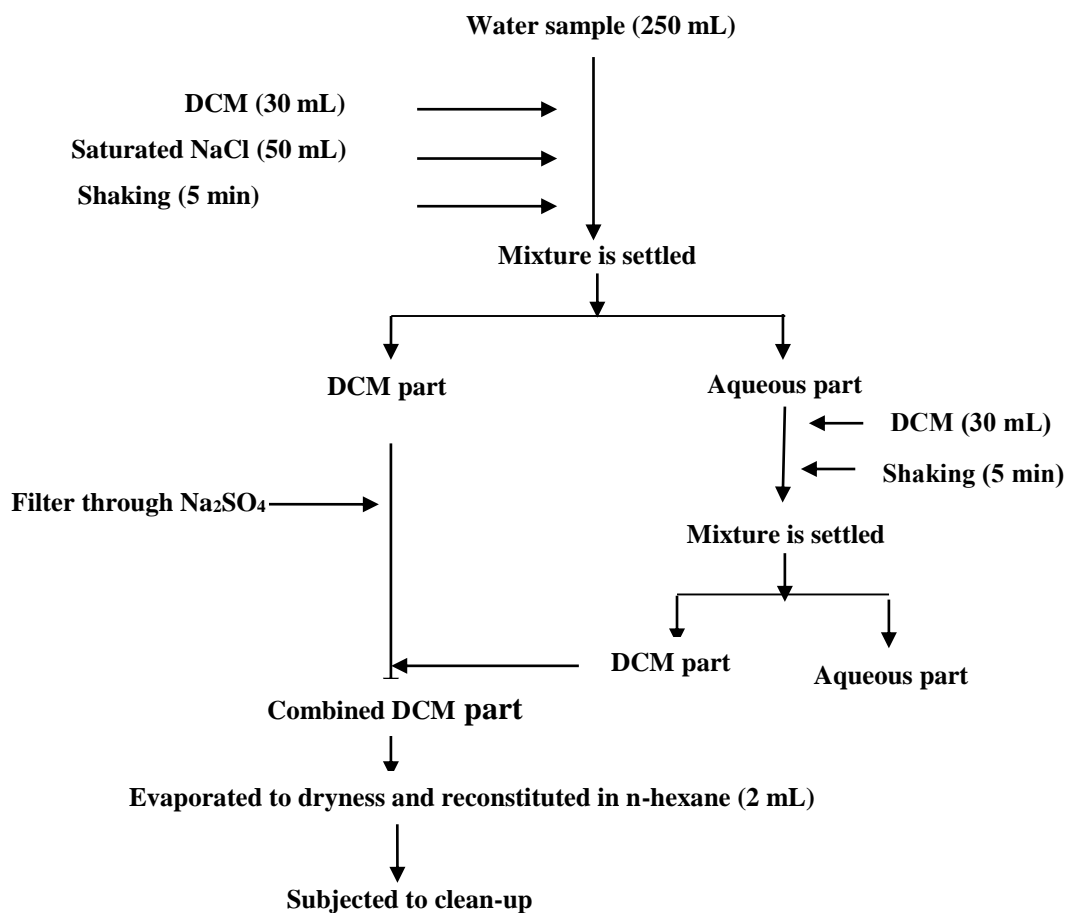 Water sample (250 mL)
DCM (30 mL)
Saturated NaCl (50 mL)
Shaking (5 min)
Mixture is settled
DCM part
Aqueous part
DCM (30 mL)
Shaking (5 min)
Filter through Na₂SO₄
Mixture is settled
DCM part
Aqueous part
Combined DCM part
Evaporated to dryness and reconstituted in n-hexane (2 mL)
Subjected to clean-up